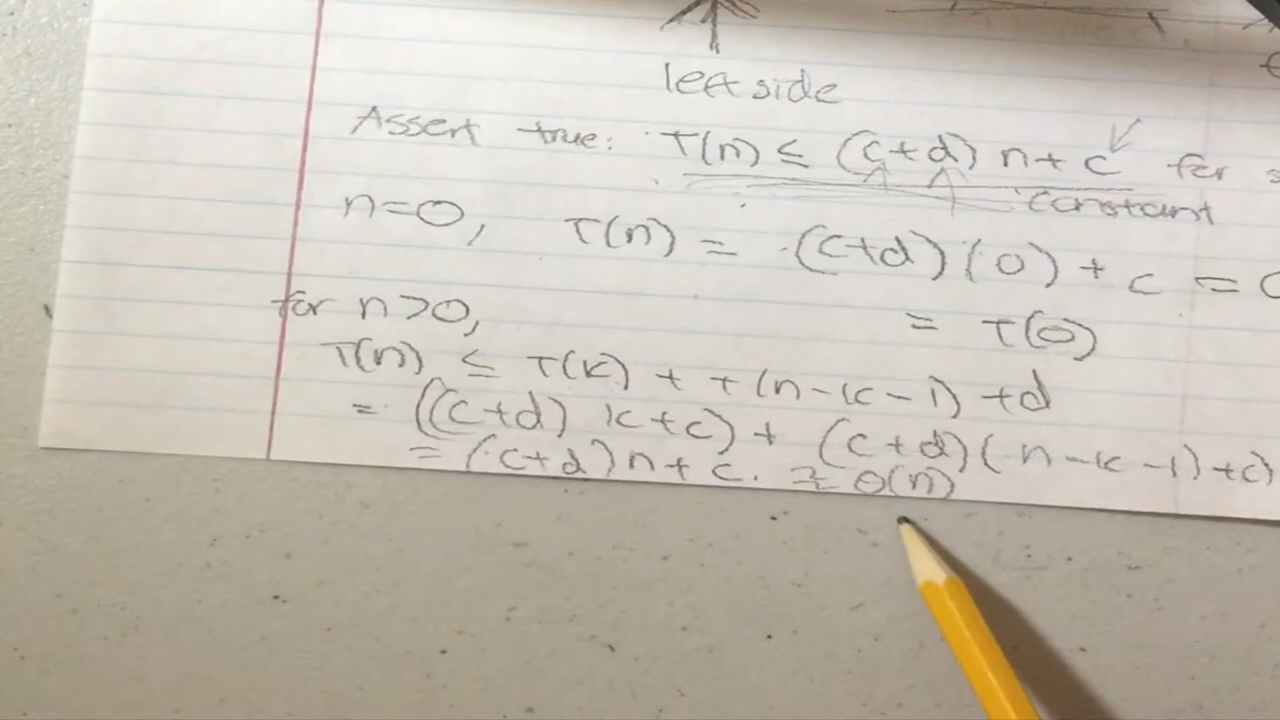 left side
Assert true: T(n) ≤ (c+d) n + c for
constant
n=0, T(n) = (c+d)(0) + c =
= T(0)
for n>0,
T(n) ≤ T(k) + T(n-k-1) + d
= ((c+d) k+c) + (c+d)(n-k-1)+c)
= (c+d)n + c. O(n)